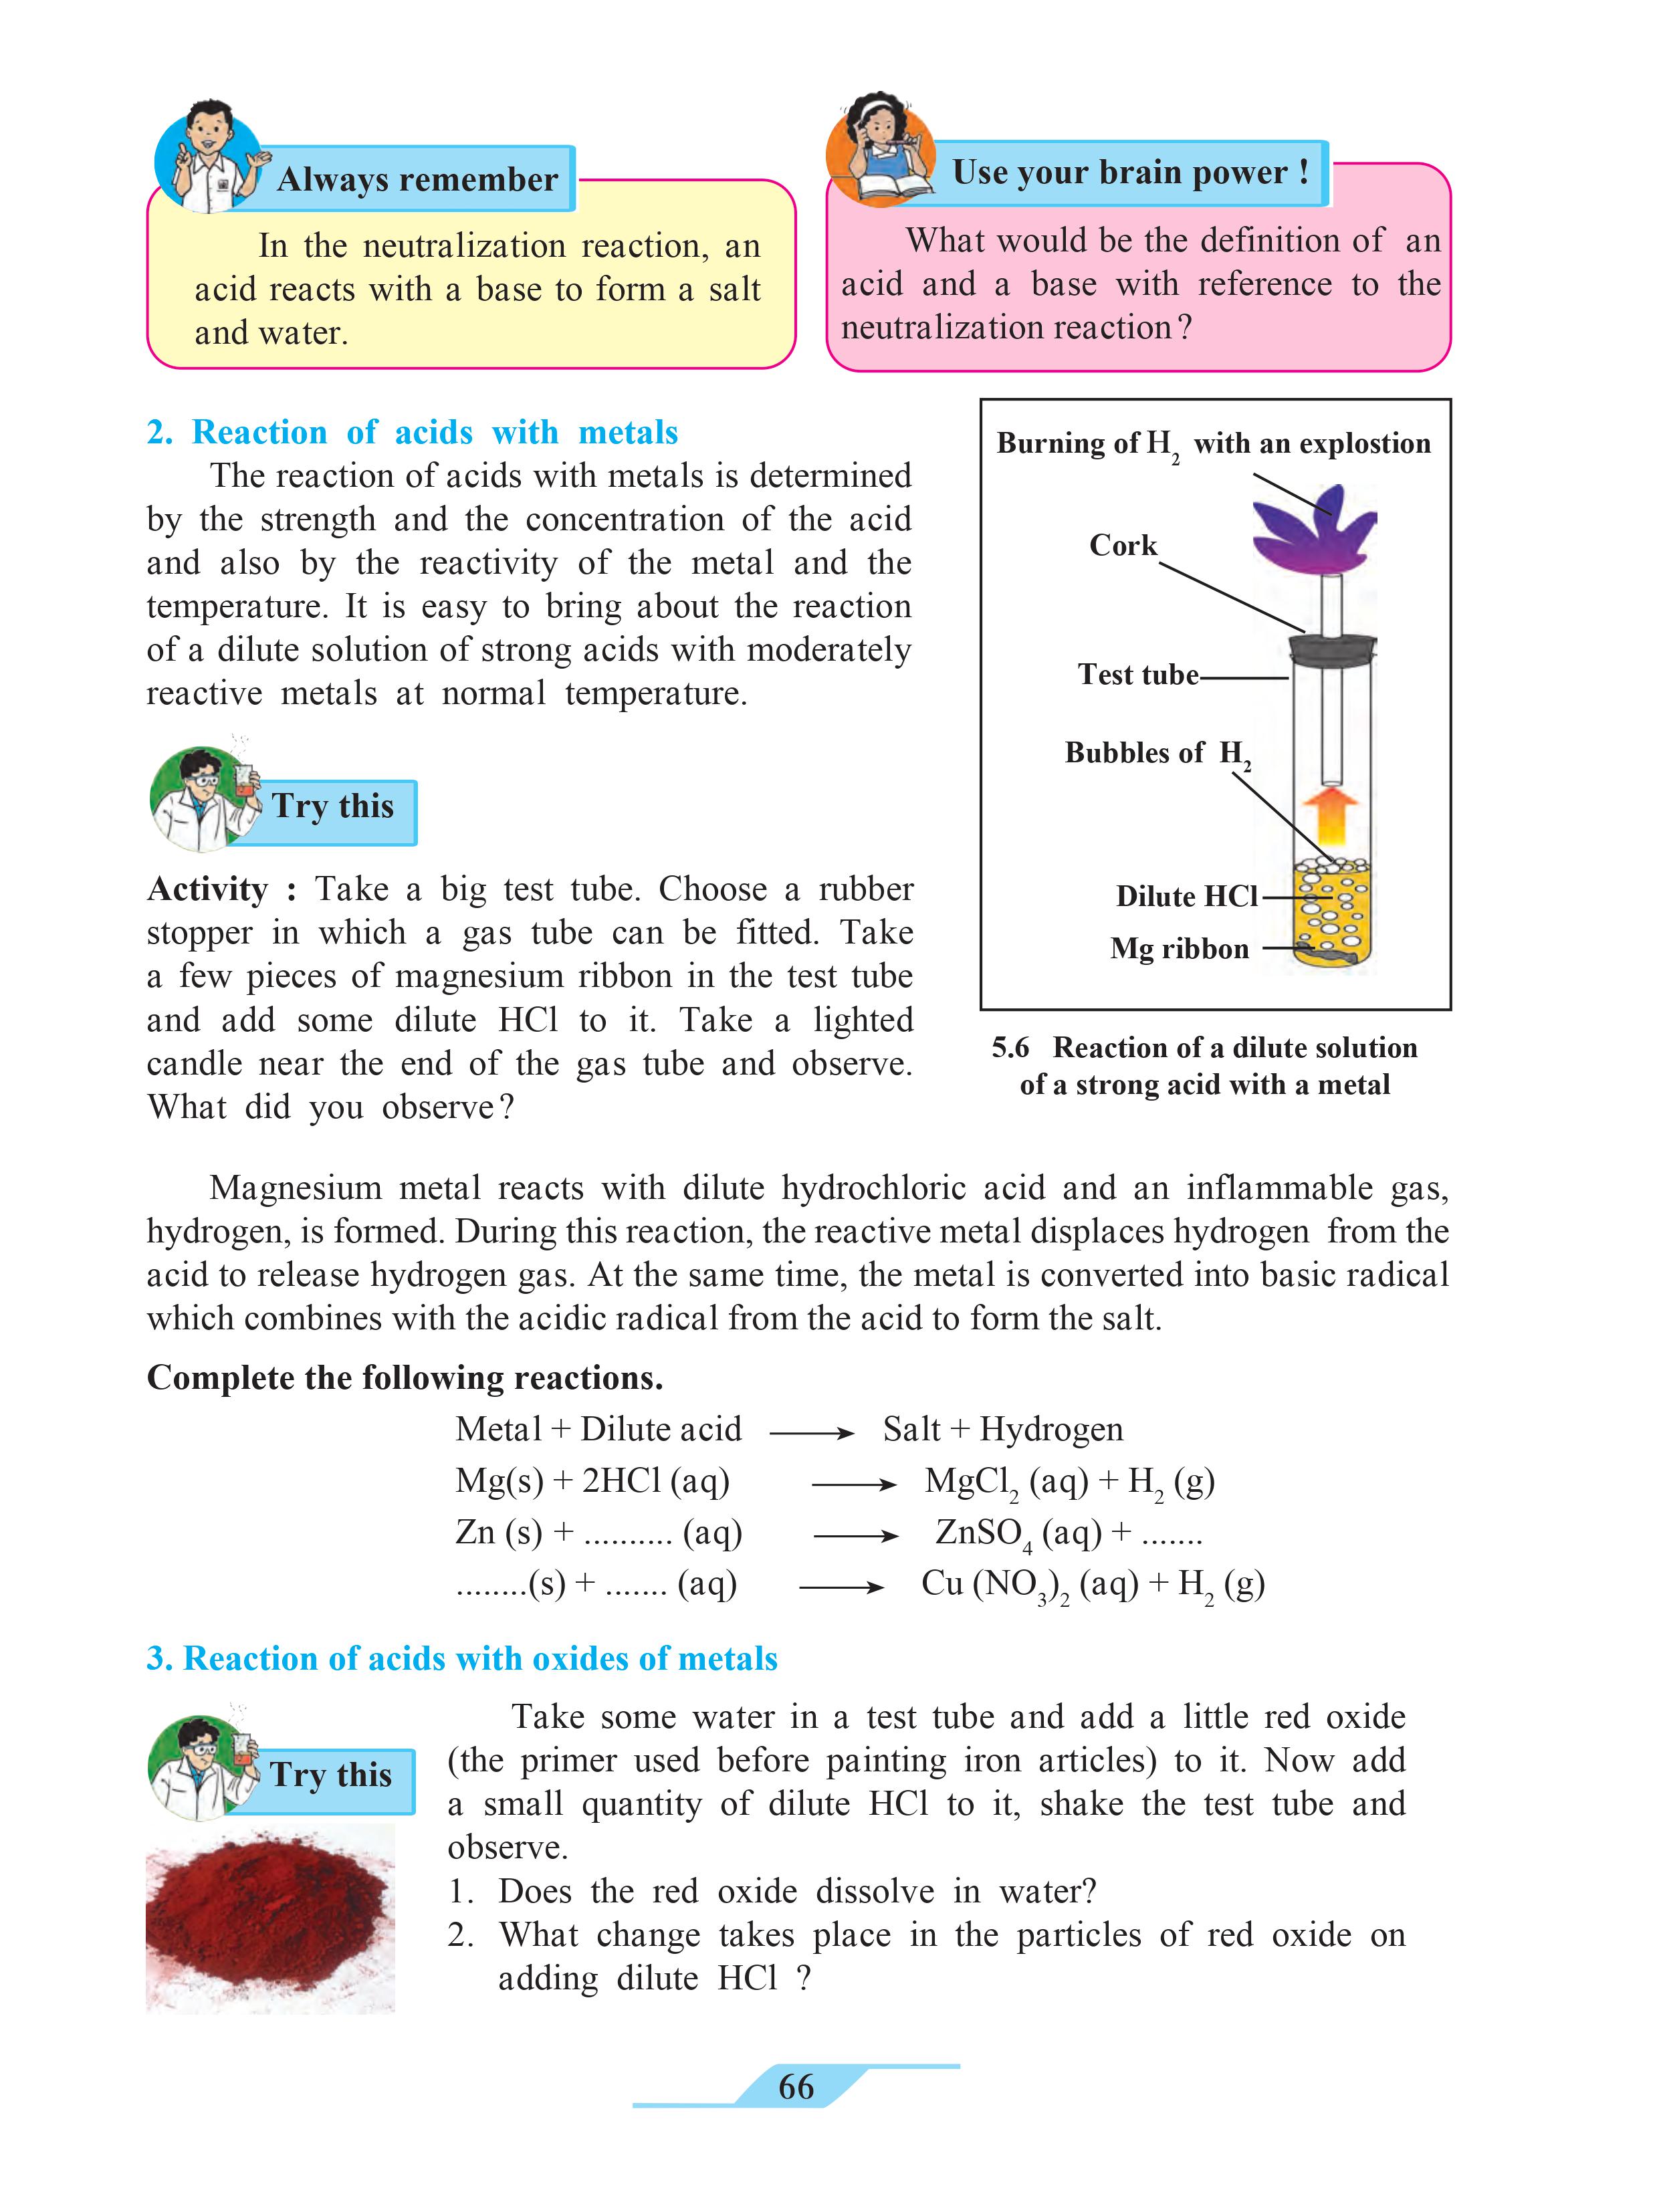 Always remember
In the neutralization reaction, an
acid reacts with a base to form a salt
and water.
Use your brain power !
What would be the definition of an
acid and a base with reference to the
neutralization reaction?
2. Reaction of acids with metals
The reaction of acids with metals is determined
by the strength and the concentration of the acid
and also by the reactivity of the metal and the
temperature. It is easy to bring about the reaction
of a dilute solution of strong acids with moderately
reactive metals at normal temperature.
Try this
Activity : Take a big test tube. Choose a rubber
stopper in which a gas tube can be fitted. Take
a few pieces of magnesium ribbon in the test tube
and add some dilute HCl to it. Take a lighted
candle near the end of the gas tube and observe.
What did you observe?
Burning of H₂ with an explostion
Cork
Test tube
Bubbles of H₂
Dilute HCl
Mg ribbon
5.6 Reaction of a dilute solution
of a strong acid with a metal
Magnesium metal reacts with dilute hydrochloric acid and an inflammable gas,
hydrogen, is formed. During this reaction, the reactive metal displaces hydrogen from the
acid to release hydrogen gas. At the same time, the metal is converted into basic radical
which combines with the acidic radical from the acid to form the salt.
Complete the following reactions.
Metal + Dilute acid ⟶ Salt + Hydrogen
Mg(s) + 2HCl (aq) ⟶ MgCl₂ (aq) + H₂ (g)
Zn (s) + .......... (aq) ⟶ ZnSO₄ (aq) + .......
........(s) + ....... (aq) ⟶ Cu (NO₃)₂ (aq) + H₂ (g)
3. Reaction of acids with oxides of metals
Try this
Take some water in a test tube and add a little red oxide
(the primer used before painting iron articles) to it. Now add
a small quantity of dilute HCl to it, shake the test tube and
observe.
1. Does the red oxide dissolve in water?
2. What change takes place in the particles of red oxide on
adding dilute HCl ?
66